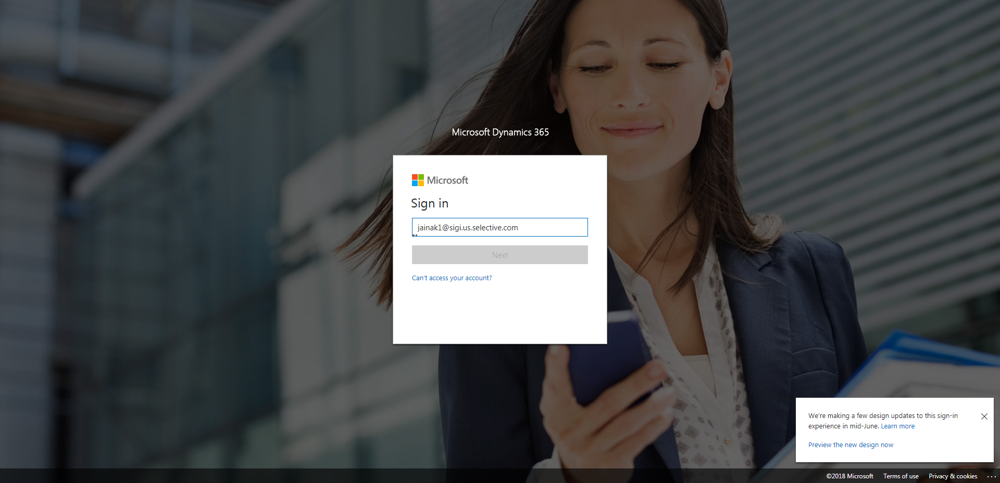 Microsoft Dynamics 365
Microsoft
Sign in
jainak1@sigi.us.selective.com
Next
Can't access your account?
We're making a few design updates to this sign-in
experience in mid-June. Learn more
Preview the new design now
©2018 Microsoft Terms of use Privacy & cookies ...